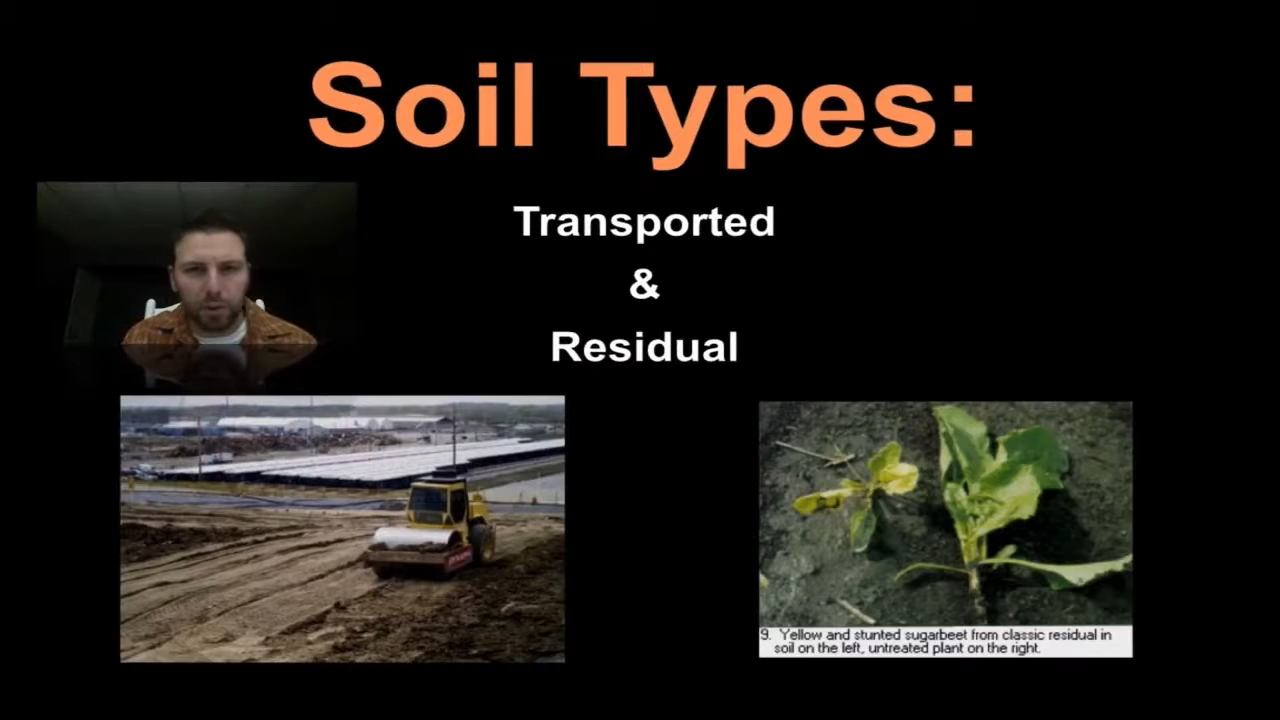 Soil Types:
Transported
&
Residual
9. Yellow and stunted sugarbeet from classic residual in
soil on the left, untreated plant on the right.